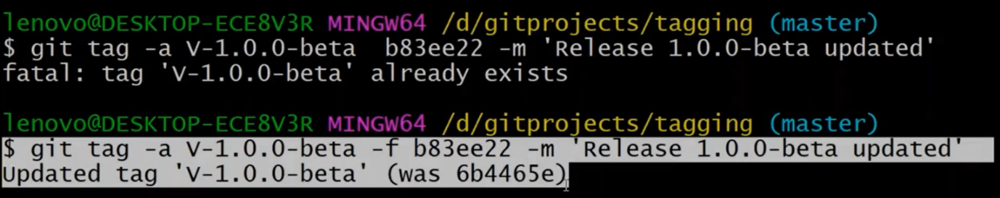 lenovo@DESKTOP-ECE8V3R MINGW64 /d/gitprojects/tagging (master)
$ git tag -a V-1.0.0-beta  b83ee22 -m 'Release 1.0.0-beta updated'
fatal: tag 'V-1.0.0-beta' already exists
lenovo@DESKTOP-ECE8V3R MINGW64 /d/gitprojects/tagging (master)
$ git tag -a V-1.0.0-beta -f b83ee22 -m 'Release 1.0.0-beta updated'
Updated tag 'V-1.0.0-beta' (was 6b4465e)